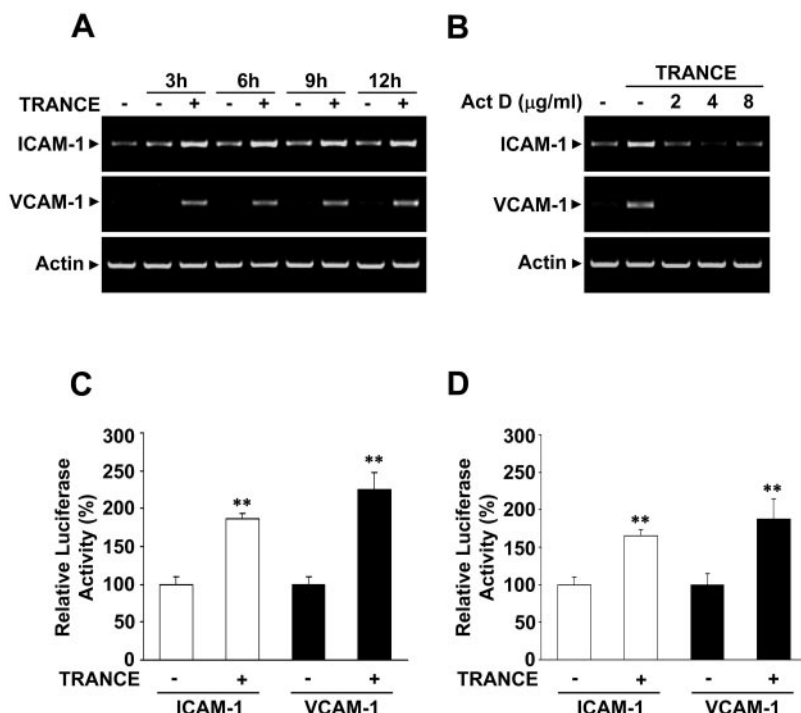 A
3h 6h 9h 12h
TRANCE - - + - + - + - +
ICAM-1
VCAM-1
Actin
B
TRANCE
Act D (μg/ml) - - 2 4 8
ICAM-1
VCAM-1
Actin
C
Relative Luciferase
Activity (%)
300
250
200
150
100
50
0
**
**
TRANCE - + - +
ICAM-1 VCAM-1
D
Relative Luciferase
Activity (%)
300
250
200
150
100
50
0
**
**
TRANCE - + - +
ICAM-1 VCAM-1